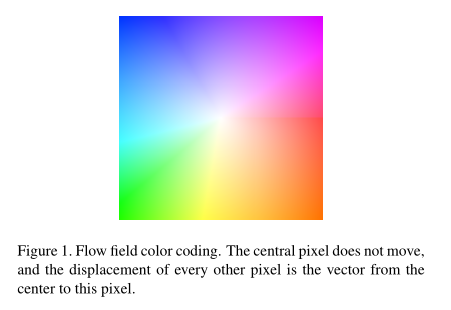 Figure 1. Flow field color coding. The central pixel does not move,
and the displacement of every other pixel is the vector from the
center to this pixel.